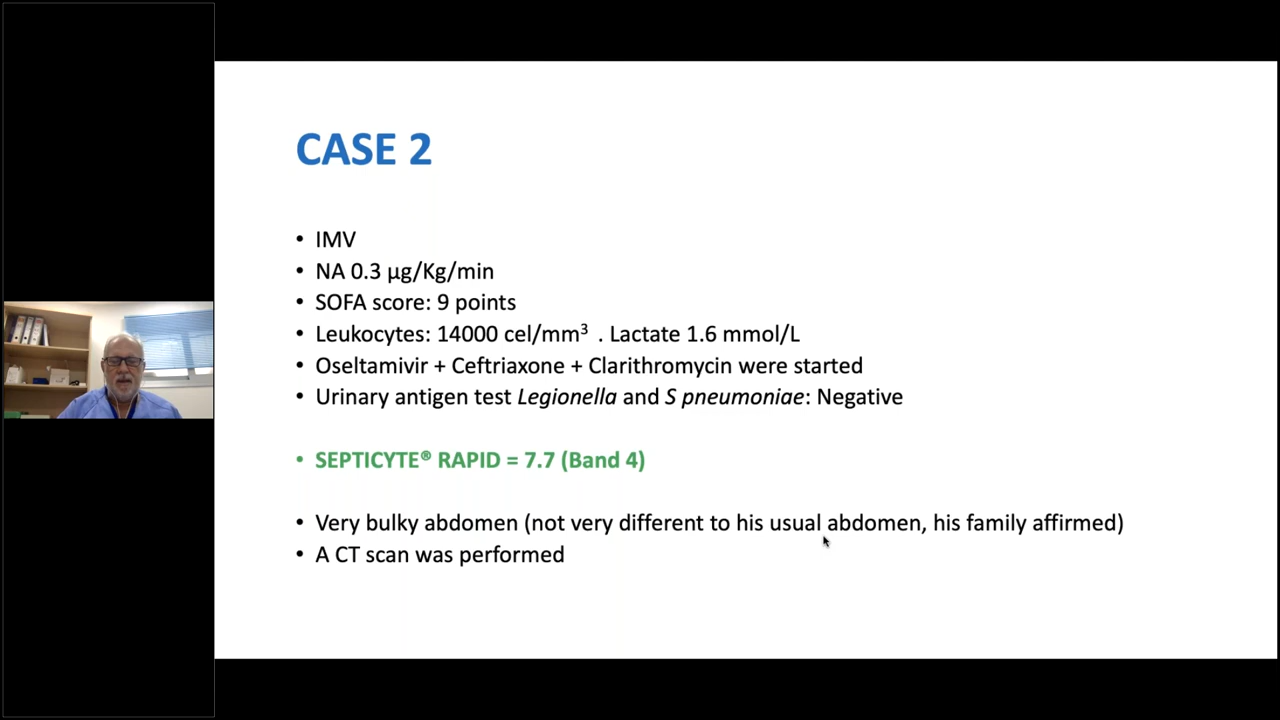 CASE 2
• IMV
• NA 0.3 µg/Kg/min
• SOFA score: 9 points
• Leukocytes: 14000 cel/mm³ . Lactate 1.6 mmol/L
• Oseltamivir + Ceftriaxone + Clarithromycin were started
• Urinary antigen test Legionella and S pneumoniae: Negative
• SEPTICYTE® RAPID = 7.7 (Band 4)
• Very bulky abdomen (not very different to his usual abdomen, his family affirmed)
• A CT scan was performed